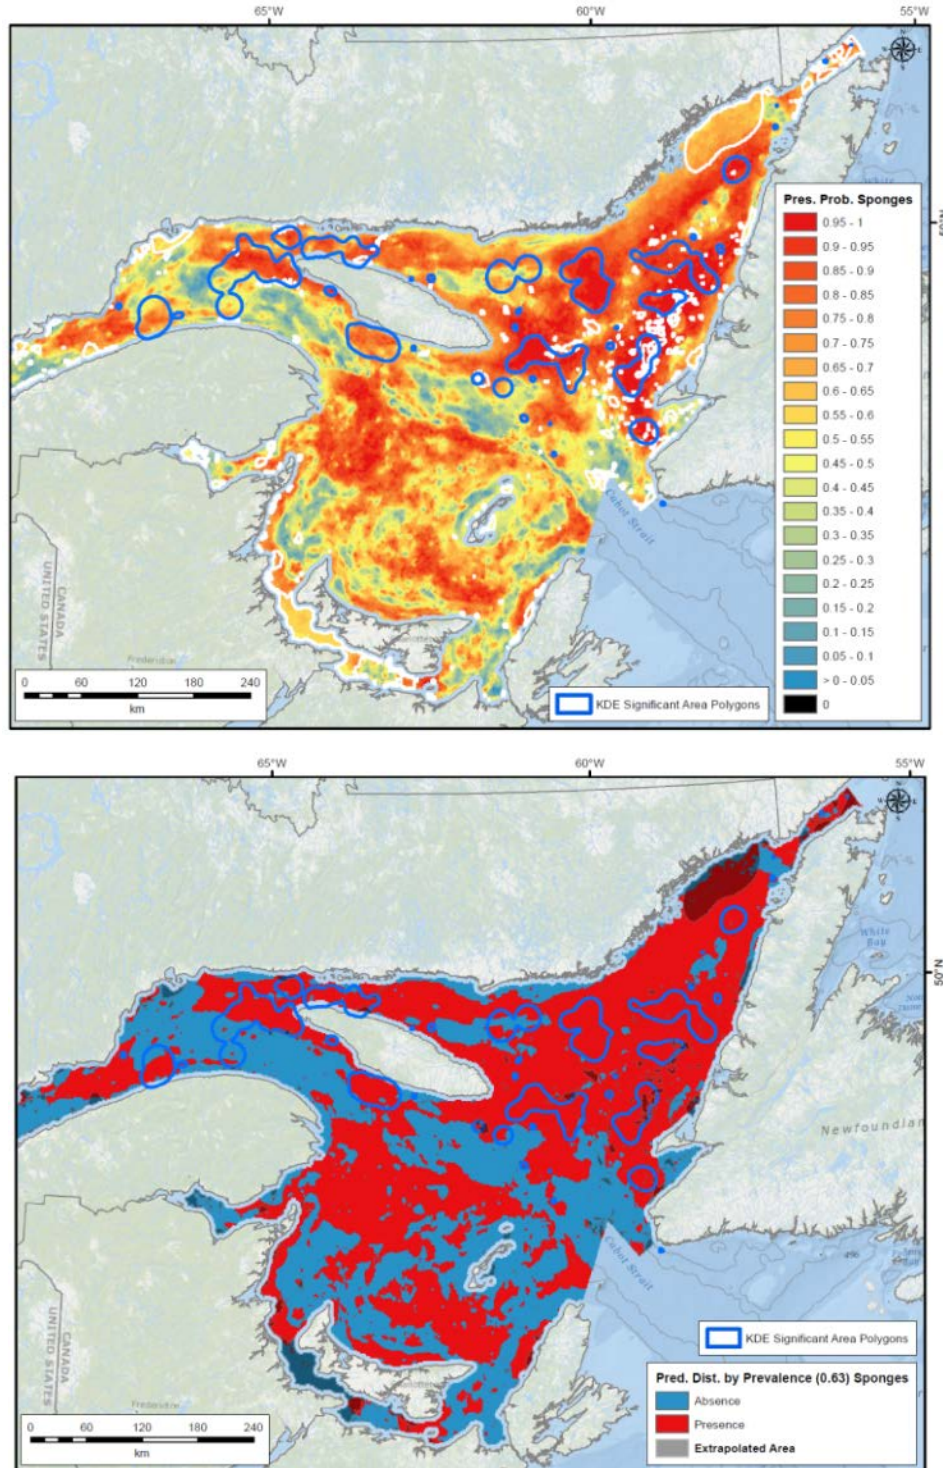 65°W 60°W 55°W
50°N
Pres. Prob. Sponges
0.95 - 1
0.9 - 0.95
0.85 - 0.9
0.8 - 0.85
0.75 - 0.8
0.7 - 0.75
0.65 - 0.7
0.6 - 0.65
0.55 - 0.6
0.5 - 0.55
0.45 - 0.5
0.4 - 0.45
0.35 - 0.4
0.3 - 0.35
0.25 - 0.3
0.2 - 0.25
0.15 - 0.2
0.1 - 0.15
0.05 - 0.1
> 0 - 0.05
0
Cabot Strait
CANADA
UNITED STATES
Fredericton
0 60 120 180 240
km
KDE Significant Area Polygons
65°W 60°W 55°W
White
Bay
50°N
Newfoundlan
Cabot Strait
CANADA
UNITED STATES
Fredericton
KDE Significant Area Polygons
Pred. Dist. by Prevalence (0.63) Sponges
Absence
Presence
Extrapolated Area
0 30 60 120 180 240
km